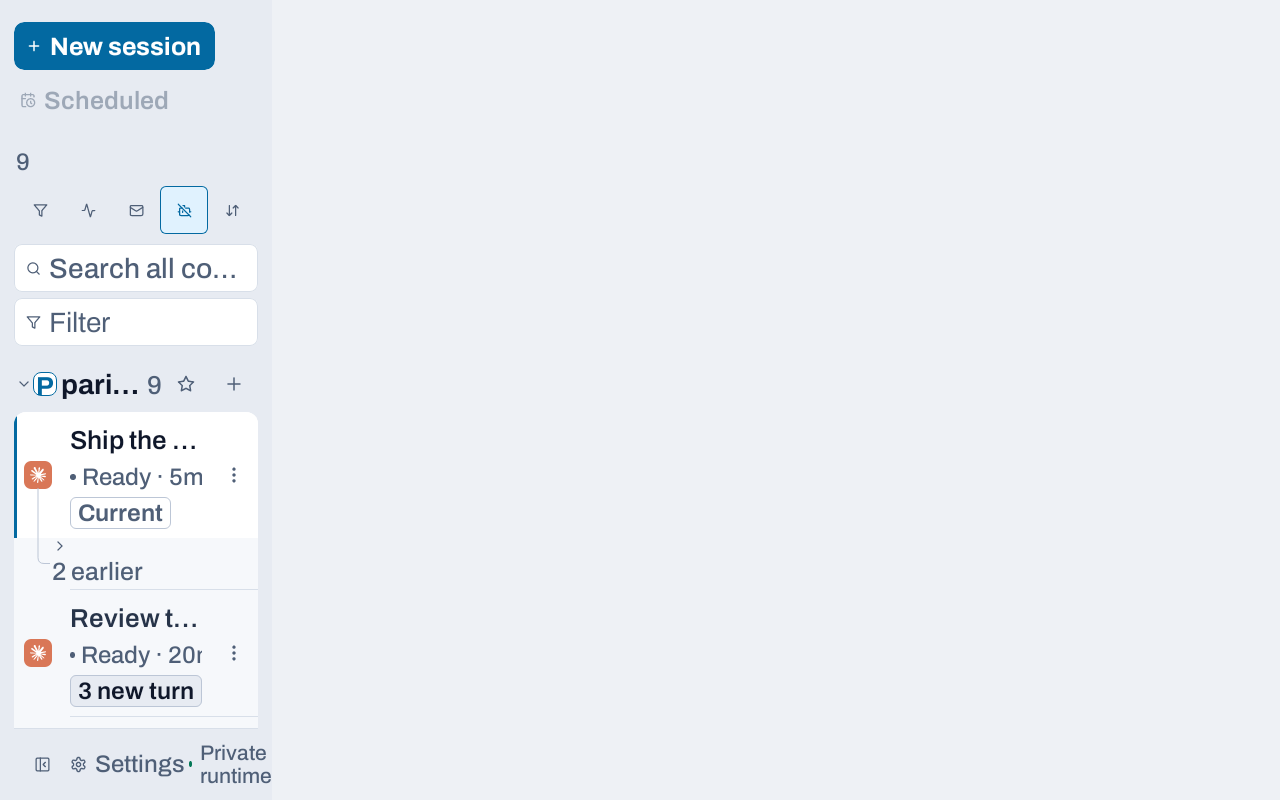 New session
Scheduled
9
Search all co...
Filter
P pari... 9
Ship the ...
Ready · 5m
Current
2 earlier
Review t...
Ready · 20
3 new turn
Settings
Private
runtime